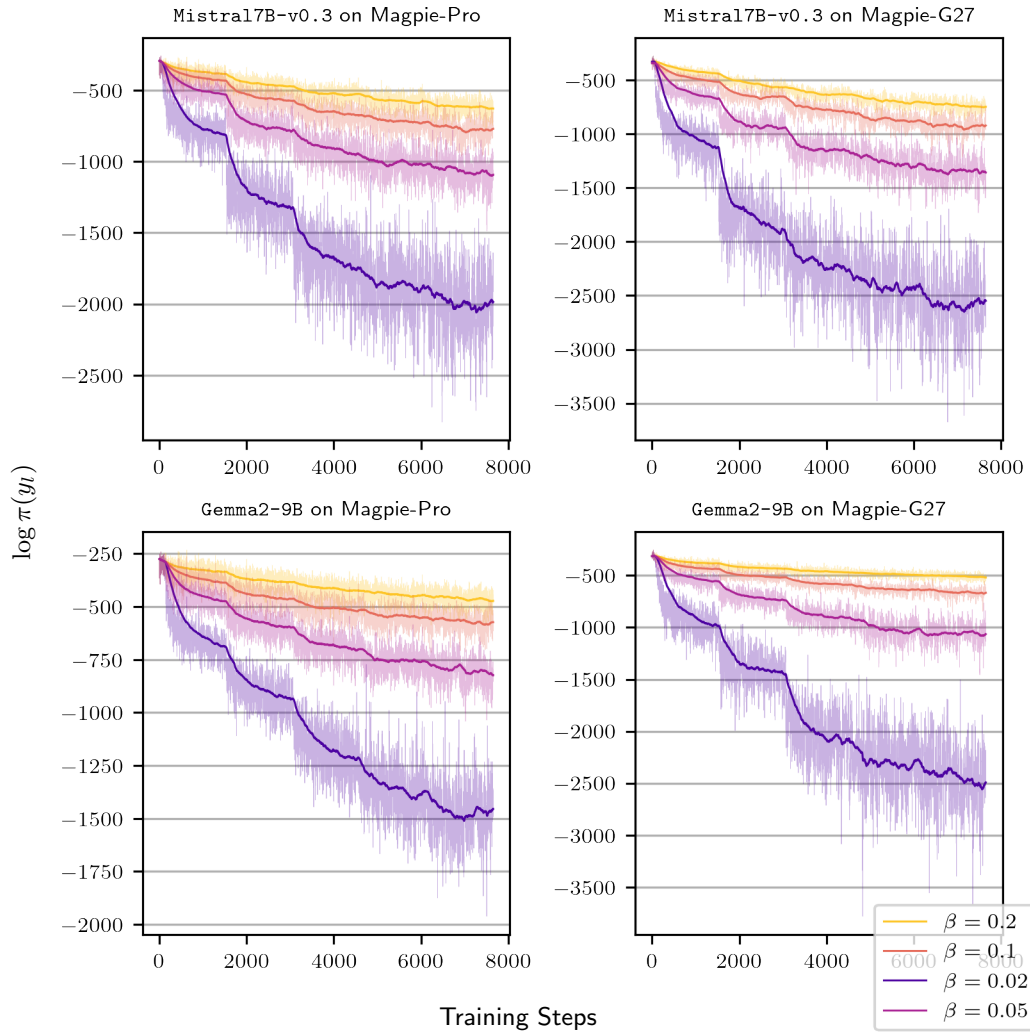 Mistral7B-v0.3 on Magpie-Pro
Mistral7B-v0.3 on Magpie-G27
−500
−1000
−1500
−2000
−2500
0 2000 4000 6000 8000
−500
−1000
−1500
−2000
−2500
−3000
−3500
0 2000 4000 6000 8000
log π(y_l)
Gemma2-9B on Magpie-Pro
Gemma2-9B on Magpie-G27
−250
−500
−750
−1000
−1250
−1500
−1750
−2000
0 2000 4000 6000 8000
−500
−1000
−1500
−2000
−2500
−3000
−3500
0 2000 4000 6000 8000
β = 0.2
β = 0.1
β = 0.02
β = 0.05
Training Steps